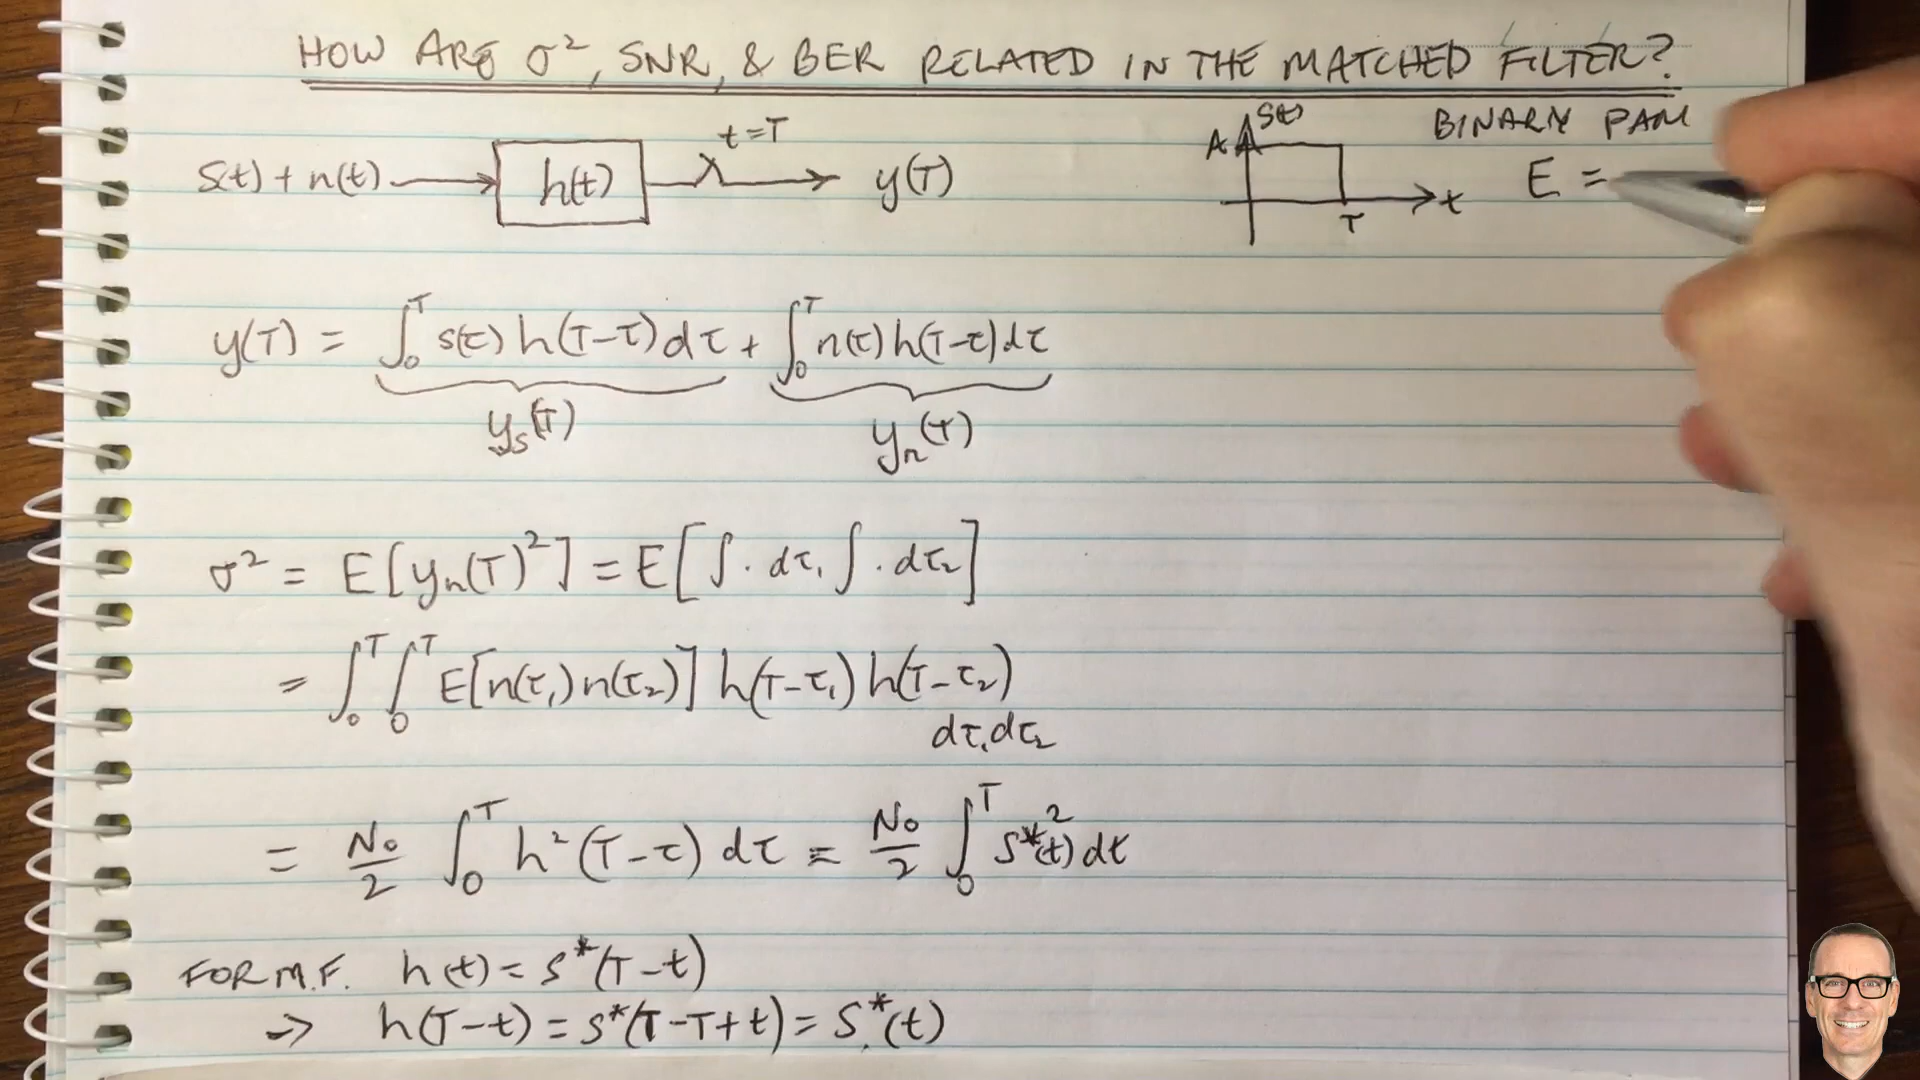 HOW ARE σ², SNR, & BER RELATED IN THE MATCHED FILTER?
s(t) + n(t) → h(t) t=T → y(T)
A s(t) T t
BINARY PAM
E =
y(T) = ∫₀ᵀ s(τ) h(T-τ) dτ + ∫₀ᵀ n(τ) h(T-τ) dτ
yₛ(T) yₙ(T)
σ² = E[yₙ(T)²] = E[∫ · dτ₁ ∫ · dτ₂]
= ∫₀ᵀ ∫₀ᵀ E[n(τ₁) n(τ₂)] h(T-τ₁) h(T-τ₂)
dτ₁ dτ₂
= N₀/2 ∫₀ᵀ h²(T-τ) dτ = N₀/2 ∫₀ᵀ s*²(t) dt
FOR M.F. h(t) = s*(T-t)
→ h(T-t) = s*(T-T+t) = s*(t)